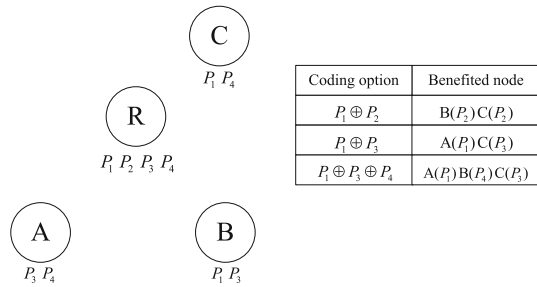 C
P₁ P₄
R
P₁ P₂ P₃ P₄
A
P₃ P₄
B
P₁ P₃
Coding option Benefited node
P₁ ⊕ P₂ B(P₂)C(P₂)
P₁ ⊕ P₃ A(P₁)C(P₃)
P₁ ⊕ P₃ ⊕ P₄ A(P₁)B(P₄)C(P₃)